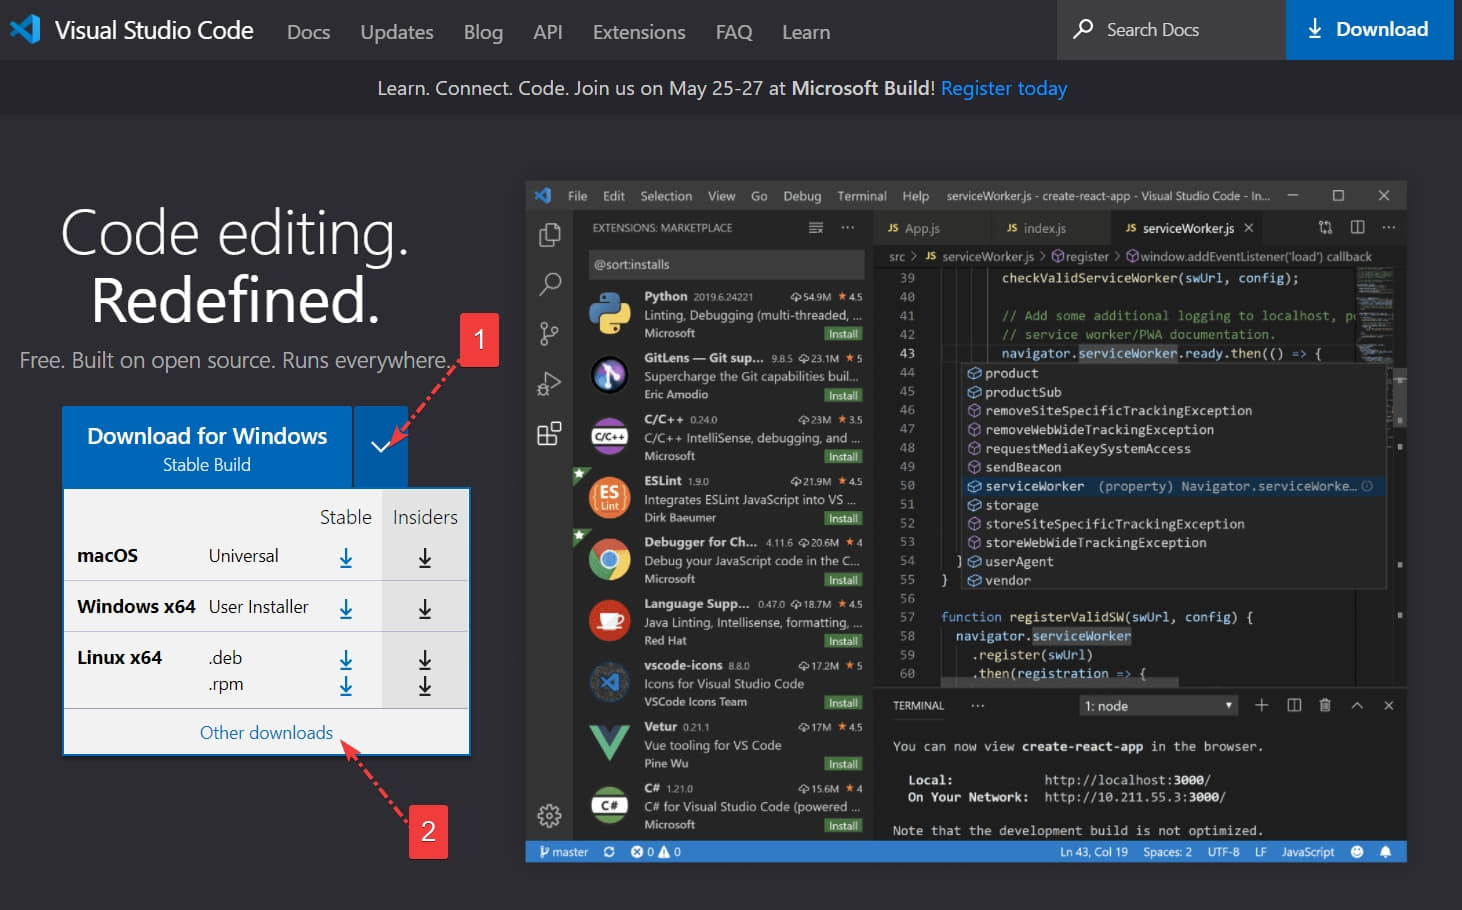 Visual Studio Code Docs Updates Blog API Extensions FAQ Learn Search Docs Download
Learn. Connect. Code. Join us on May 25-27 at Microsoft Build! Register today
Code editing.
Redefined.
Free. Built on open source. Runs everywhere.
1
Download for Windows
Stable Build
Stable Insiders
macOS Universal
Windows x64 User Installer
Linux x64 .deb
.rpm
Other downloads
2
File Edit Selection View Go Debug Terminal Help serviceWorker.js - create-react-app - Visual Studio Code - In...
EXTENSIONS: MARKETPLACE ...
@sort:installs
Python 2019.6.24221 54.9M ★ 4.5
Linting, Debugging (multi-threaded, ...
Microsoft Install
GitLens — Git sup... 9.8.5 23.1M ★ 5
Supercharge the Git capabilities buil...
Eric Amodio Install
C/C++ 0.24.0 23M ★ 3.5
C/C++ IntelliSense, debugging, and ...
Microsoft Install
ESLint 1.9.0 21.9M ★ 4.5
Integrates ESLint JavaScript into VS ...
Dirk Baeumer Install
Debugger for Ch... 4.11.6 20.6M ★ 4
Debug your JavaScript code in the C...
Microsoft Install
Language Supp... 0.47.0 18.7M ★ 4.5
Java Linting, Intellisense, formatting, ...
Red Hat Install
vscode-icons 8.8.0 17.2M ★ 5
Icons for Visual Studio Code
VSCode Icons Team Install
Vetur 0.21.1 17M ★ 4.5
Vue tooling for VS Code
Pine Wu Install
C# 1.21.0 15.6M ★ 4
C# for Visual Studio Code (powered ...
Microsoft Install
C/C++
ES
Lint
C#
JS App.js JS index.js JS serviceWorker.js
src > JS serviceWorker.js > register > window.addEventListener('load') callback
39 checkValidServiceWorker(swUrl, config);
40
41 // Add some additional logging to localhost, po
42 // service worker/PWA documentation.
43 navigator.serviceWorker.ready.then(() => {
44 product
45 productSub
46 removeSiteSpecificTrackingException
47 removeWebWideTrackingException
48 requestMediaKeySystemAccess
49 sendBeacon
50 serviceWorker (property) Navigator.serviceWorke...
51 storage
52 storeSiteSpecificTrackingException
53 storeWebWideTrackingException
54 } userAgent
55 } vendor
56
57 function registerValidSW(swUrl, config) {
58 navigator.serviceWorker
59 .register(swUrl)
60 .then(registration => {
TERMINAL ... 1: node
You can now view create-react-app in the browser.
Local: http://localhost:3000/
On Your Network: http://10.211.55.3:3000/
Note that the development build is not optimized.
master 0 0 Ln 43, Col 19 Spaces: 2 UTF-8 LF JavaScript